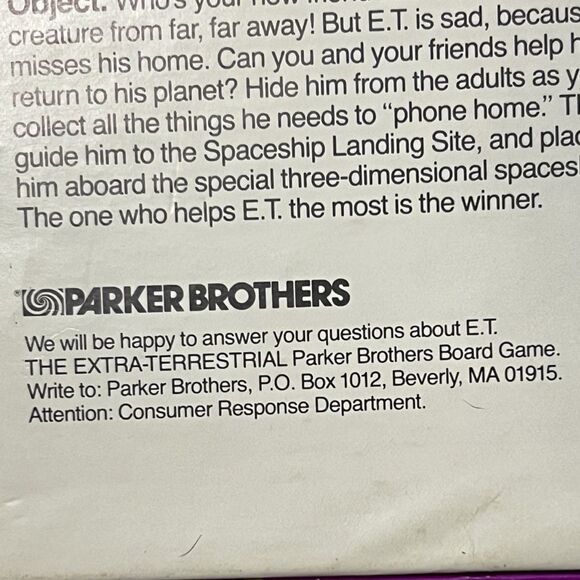 Object: Who's your new
creature from far, far away! But E.T. is sad,
misses his home. Can you and your friends help
return to his planet? Hide him from the adults as
collect all the things he needs to “phone home.”
guide him to the Spaceship Landing Site, and
him aboard the special three-dimensional
The one who helps E.T. the most is the winner.
PARKER BROTHERS
We will be happy to answer your questions about E.T.
THE EXTRA-TERRESTRIAL Parker Brothers Board Game.
Write to: Parker Brothers, P.O. Box 1012, Beverly, MA 01915.
Attention: Consumer Response Department.